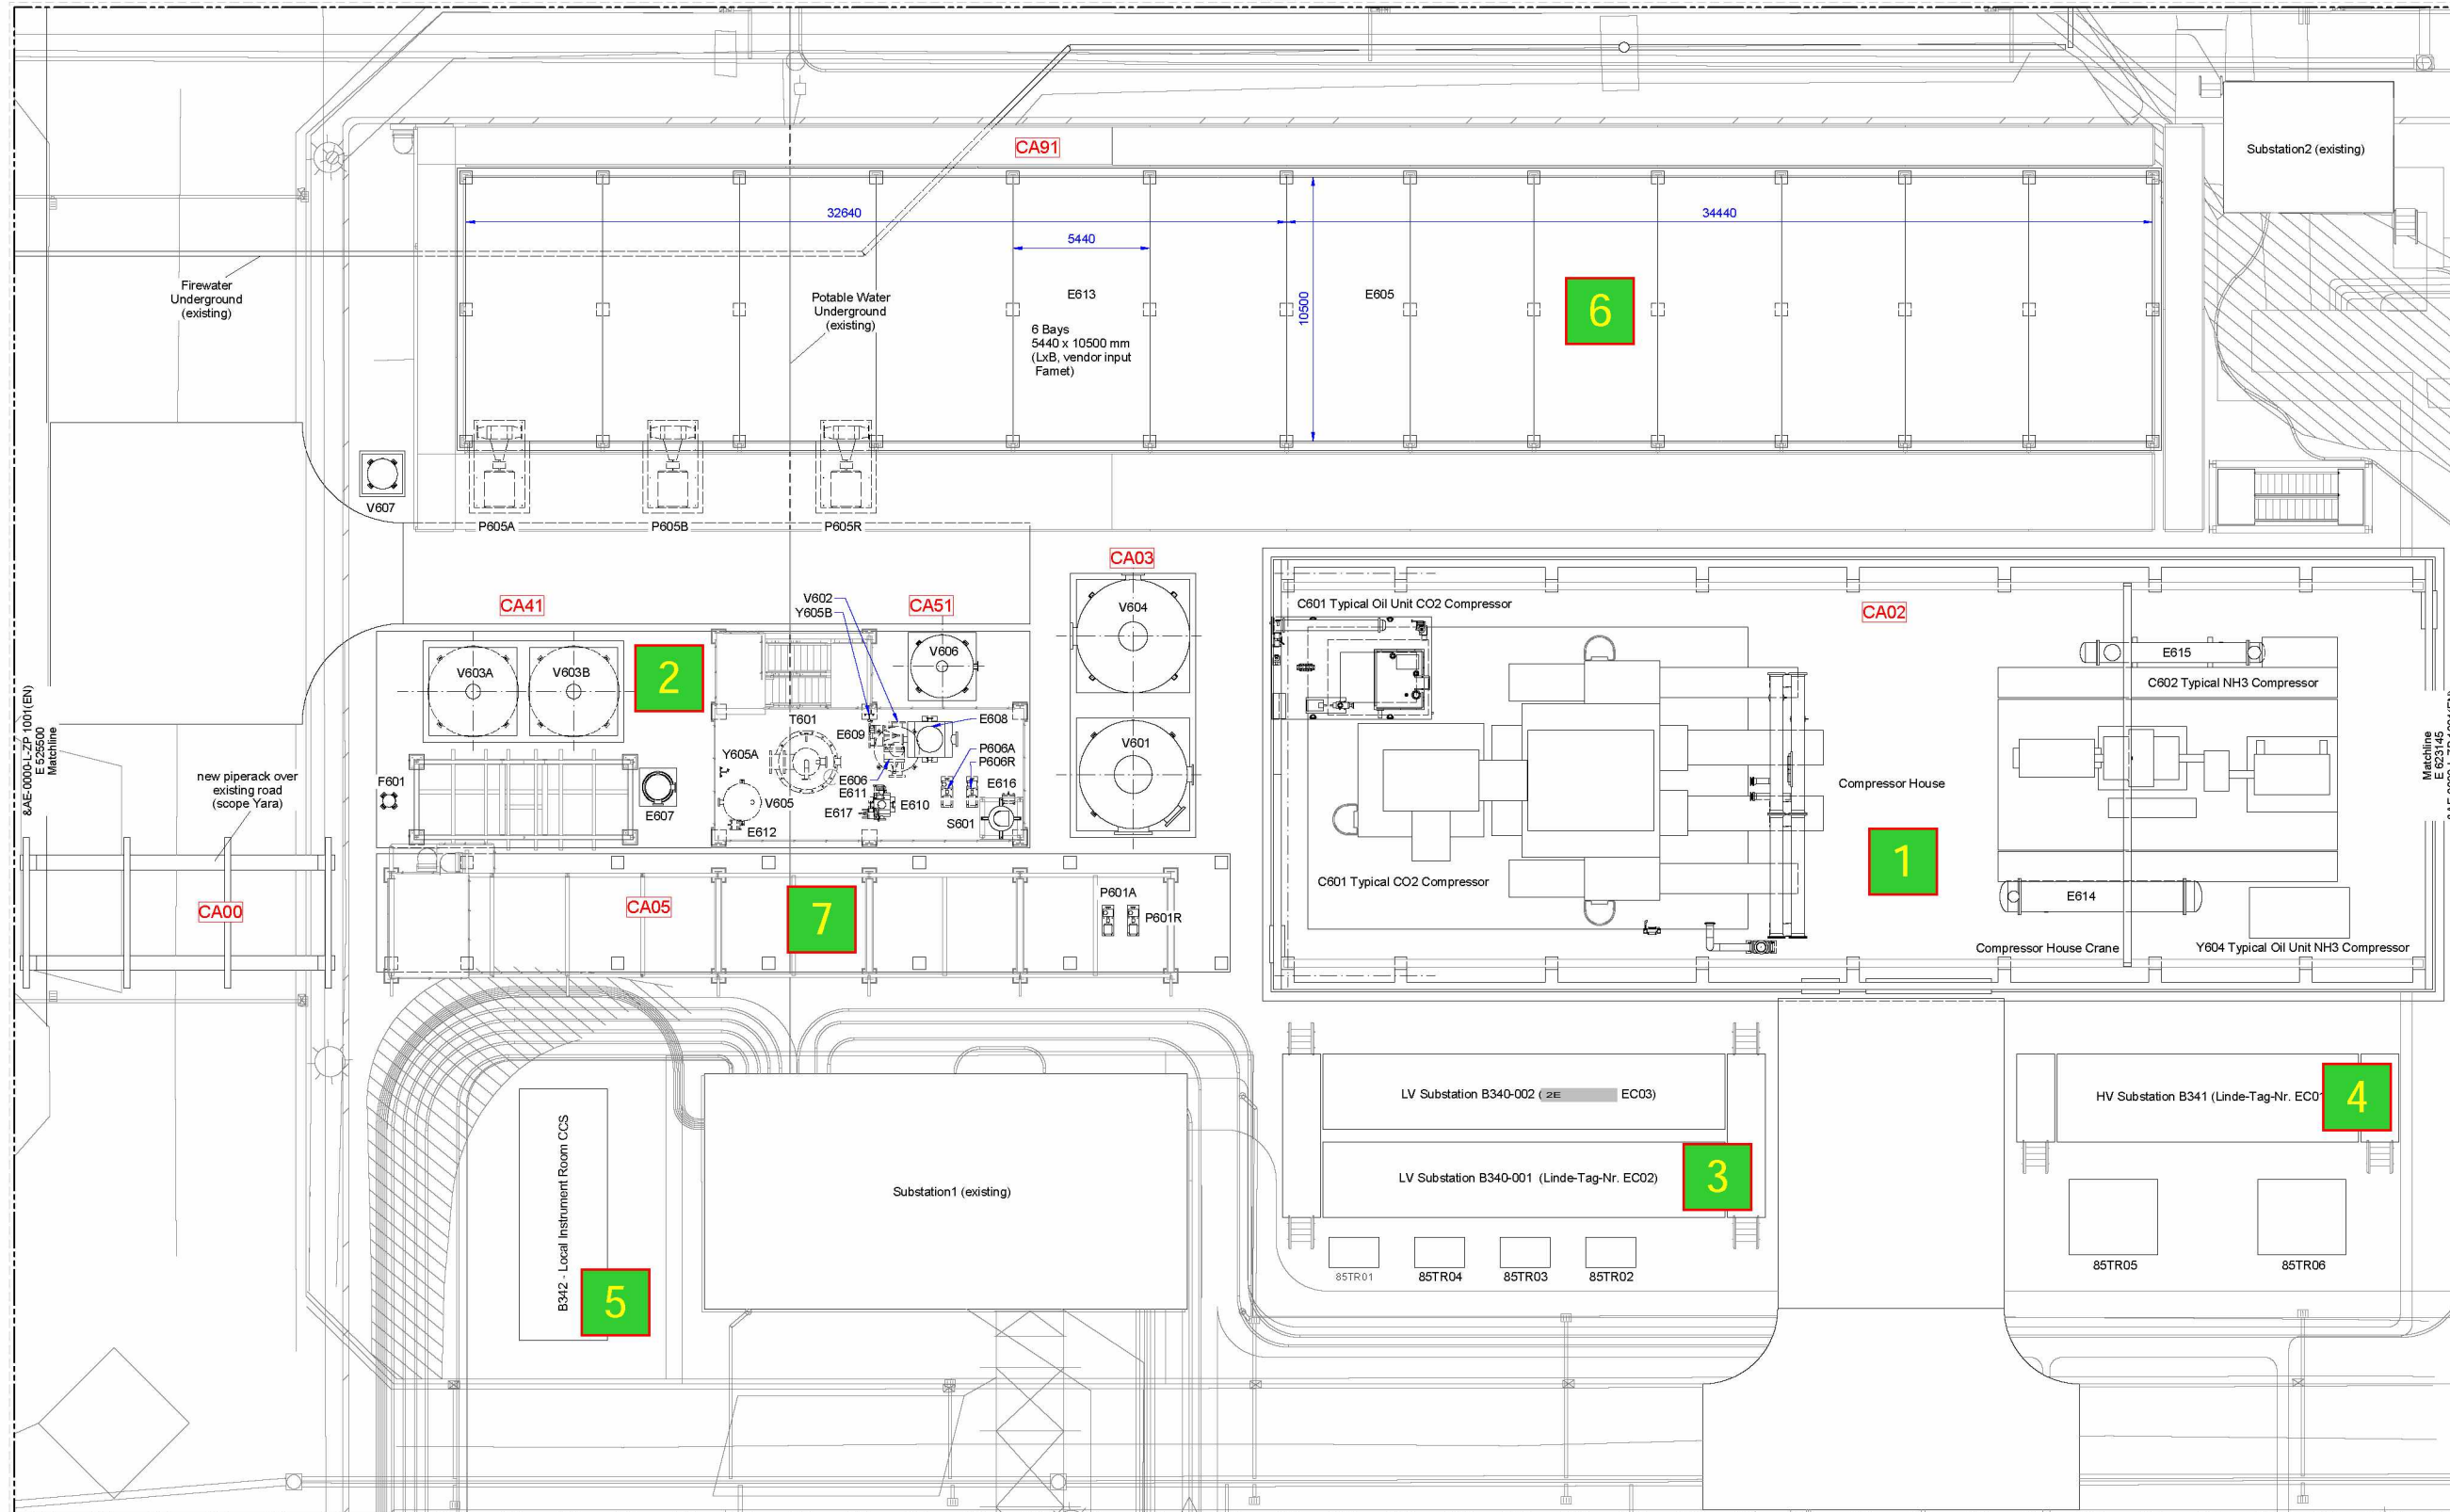 CA91
Substation2 (existing)
32640
34440
5440
10500
Firewater
Underground
(existing)
Potable Water
Underground
(existing)
E613
E605
6
6 Bays
5440 x 10500 mm
(LxB, vendor input
Famet)
V607
P605A
P605B
P605R
CA41
CA51
CA03
V602
Y605B
V604
C601 Typical Oil Unit CO2 Compressor
CA02
V603A
V603B
2
V606
E615
C602 Typical NH3 Compressor
&AE-0000-L-ZP 1001(EN)
E 525500
Matchline
T601
E608
E609
V601
Y605A
P606A
P606R
new piperack over
existing road
(scope Yara)
F601
E606
E611
E616
V605
E610
E607
E617
S601
E612
Compressor House
Matchline
E 623145
1
C601 Typical CO2 Compressor
P601A
P601R
E614
CA00
CA05
7
Compressor House Crane
Y604 Typical Oil Unit NH3 Compressor
LV Substation B340-002 ( 2E EC03)
HV Substation B341 (Linde-Tag-Nr. EC01
4
B342 - Local Instrument Room CCS
Substation1 (existing)
LV Substation B340-001 (Linde-Tag-Nr. EC02)
3
5
85TR01
85TR04
85TR03
85TR02
85TR05
85TR06